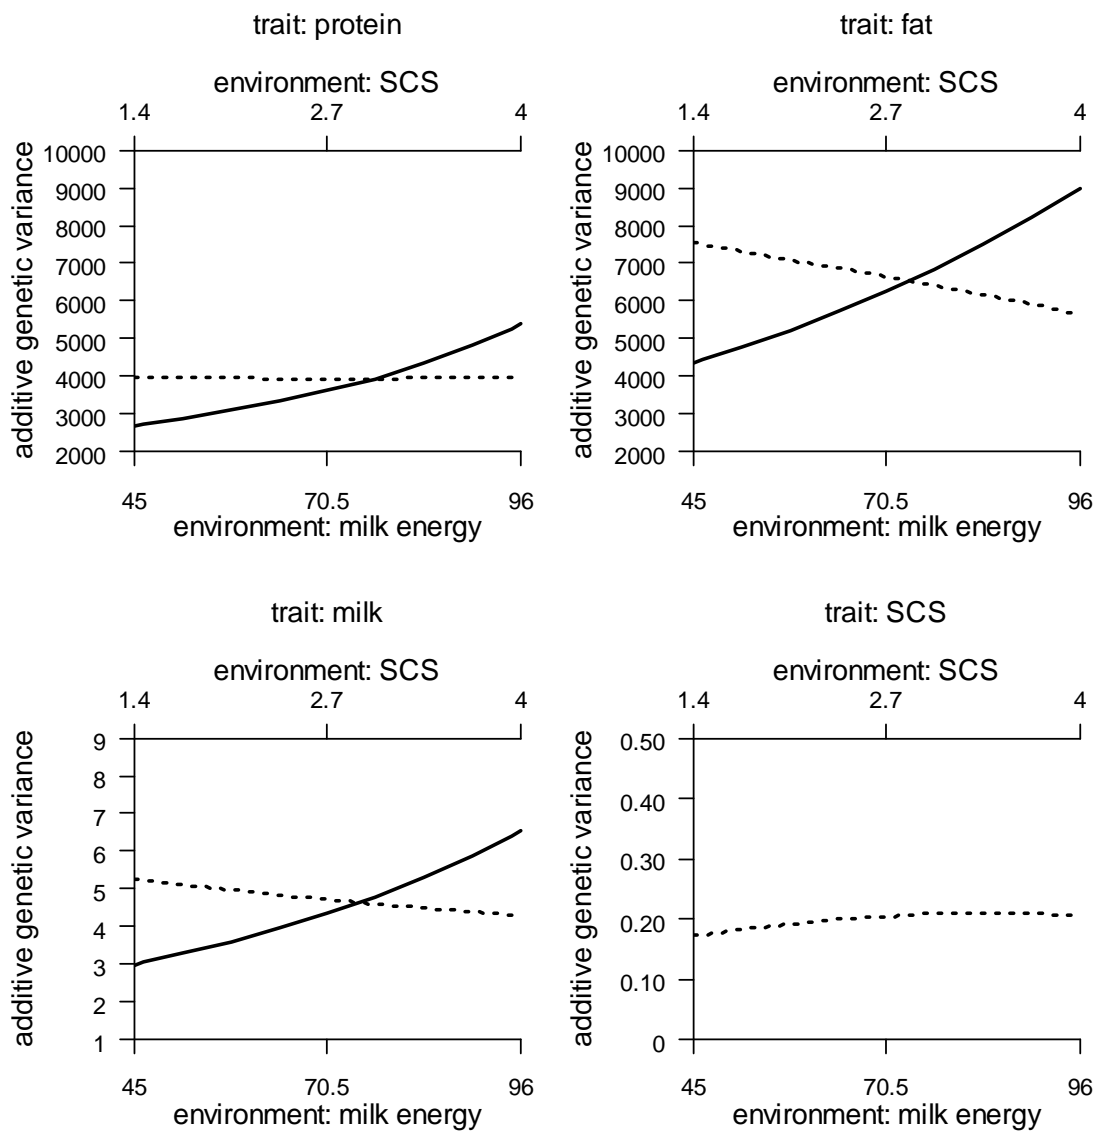 trait: protein
environment: SCS
1.4 2.7 4
additive genetic variance
10000
9000
8000
7000
6000
5000
4000
3000
2000
45 70.5 96
environment: milk energy
trait: fat
environment: SCS
1.4 2.7 4
additive genetic variance
10000
9000
8000
7000
6000
5000
4000
3000
2000
45 70.5 96
environment: milk energy
trait: milk
environment: SCS
1.4 2.7 4
additive genetic variance
9
8
7
6
5
4
3
2
1
45 70.5 96
environment: milk energy
trait: SCS
environment: SCS
1.4 2.7 4
additive genetic variance
0.50
0.40
0.30
0.20
0.10
0
45 70.5 96
environment: milk energy